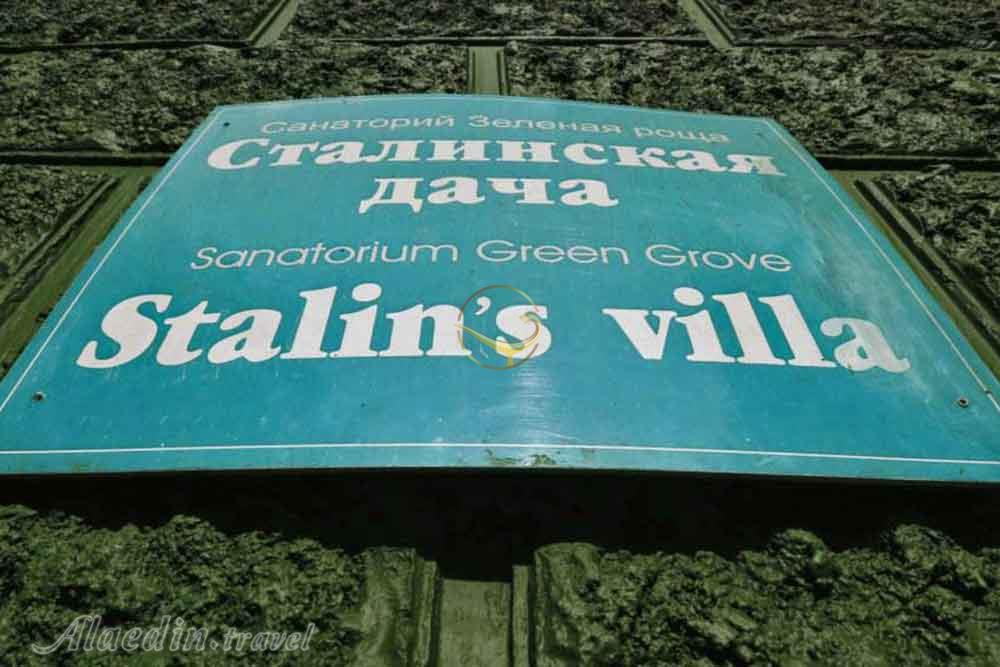 Санаторий Зеленая роща
Сталинская
дача
Sanatorium Green Grove
Stalin's villa
Alaedin.travel